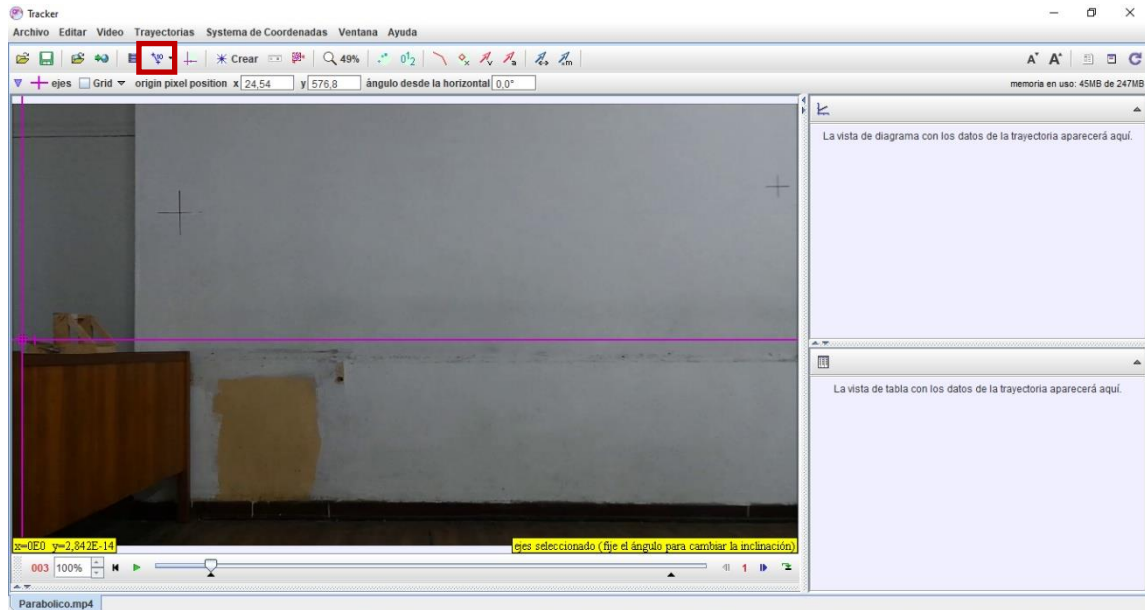 Tracker
Archivo Editar Video Trayectorias Systema de Coordenadas Ventana Ayuda
Crear 49%
ejes Grid origin pixel position x 24,54 y 576,8 ángulo desde la horizontal 0,0° memoria en uso: 45MB de 247MB
La vista de diagrama con los datos de la trayectoria aparecerá aquí.
La vista de tabla con los datos de la trayectoria aparecerá aquí.
x=0E0 y=2,842E-14 ejes seleccionado (fije el ángulo para cambiar la inclinación)
003 100% 1
Parabolico.mp4